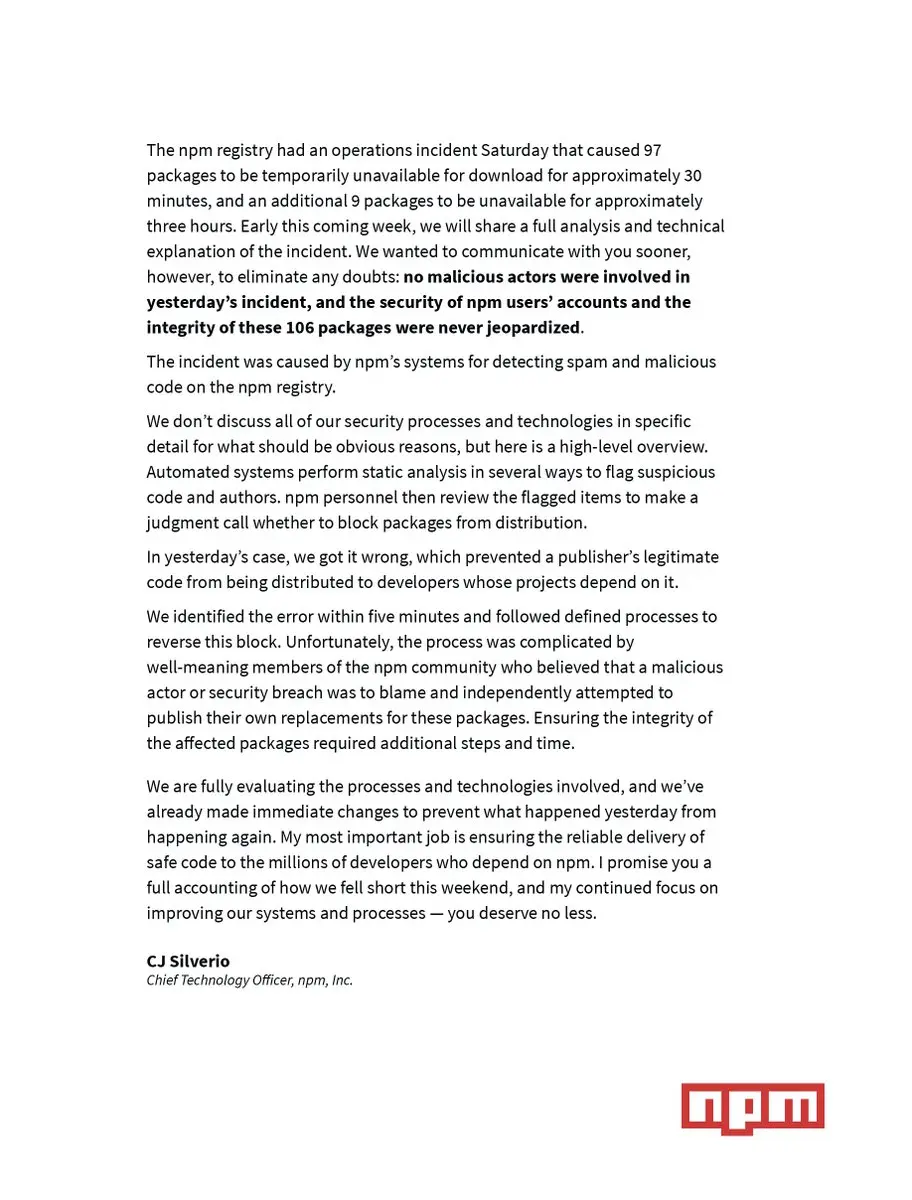 The npm registry had an operations incident Saturday that caused 97
packages to be temporarily unavailable for download for approximately 30
minutes, and an additional 9 packages to be unavailable for approximately
three hours. Early this coming week, we will share a full analysis and technical
explanation of the incident. We wanted to communicate with you sooner,
however, to eliminate any doubts: no malicious actors were involved in
yesterday’s incident, and the security of npm users’ accounts and the
integrity of these 106 packages were never jeopardized.
The incident was caused by npm’s systems for detecting spam and malicious
code on the npm registry.
We don’t discuss all of our security processes and technologies in specific
detail for what should be obvious reasons, but here is a high-level overview.
Automated systems perform static analysis in several ways to flag suspicious
code and authors. npm personnel then review the flagged items to make a
judgment call whether to block packages from distribution.
In yesterday’s case, we got it wrong, which prevented a publisher’s legitimate
code from being distributed to developers whose projects depend on it.
We identified the error within five minutes and followed defined processes to
reverse this block. Unfortunately, the process was complicated by
well-meaning members of the npm community who believed that a malicious
actor or security breach was to blame and independently attempted to
publish their own replacements for these packages. Ensuring the integrity of
the affected packages required additional steps and time.
We are fully evaluating the processes and technologies involved, and we’ve
already made immediate changes to prevent what happened yesterday from
happening again. My most important job is ensuring the reliable delivery of
safe code to the millions of developers who depend on npm. I promise you a
full accounting of how we fell short this weekend, and my continued focus on
improving our systems and processes — you deserve no less.
CJ Silverio
Chief Technology Officer, npm, Inc.
npm